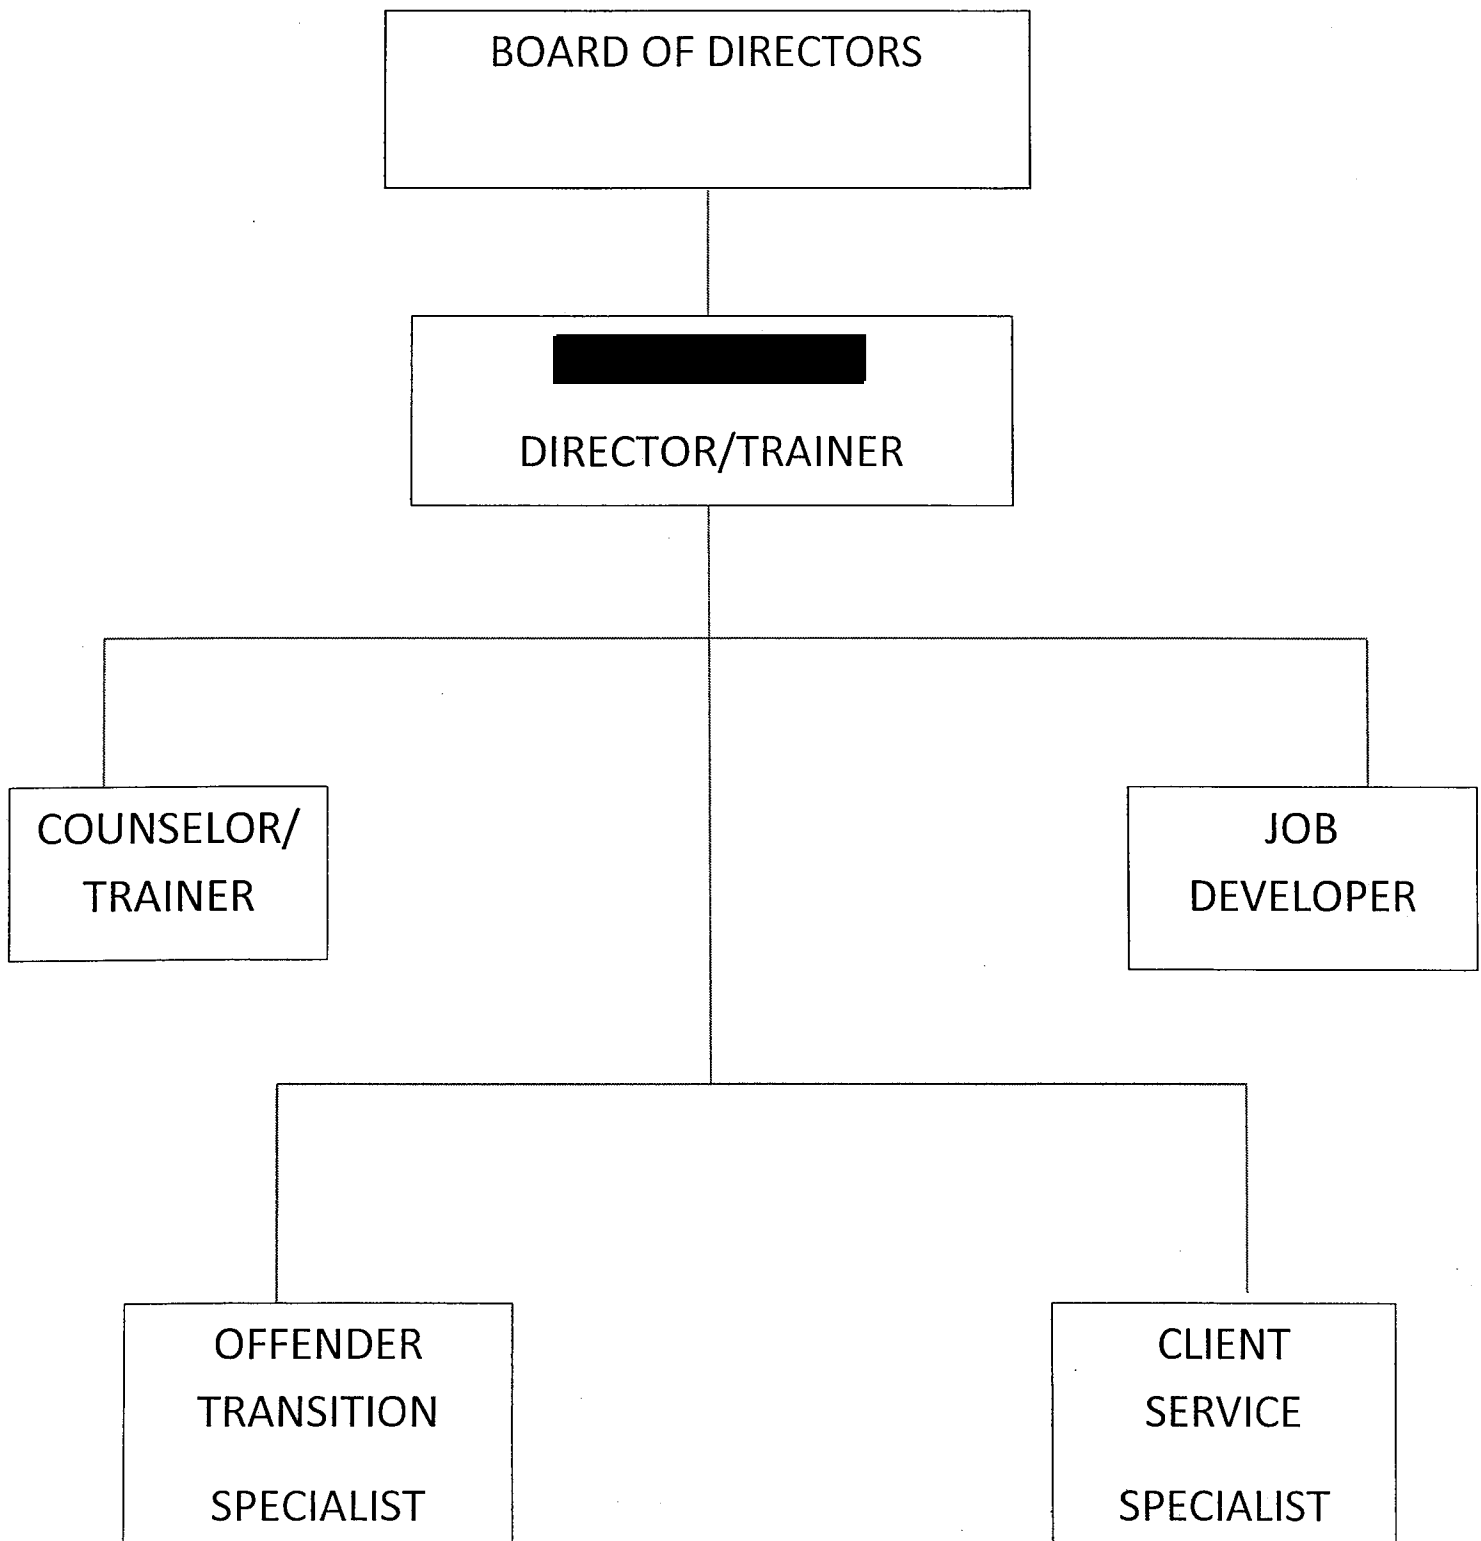 BOARD OF DIRECTORS
DIRECTOR/TRAINER
COUNSELOR/
TRAINER
JOB
DEVELOPER
OFFENDER
TRANSITION
SPECIALIST
CLIENT
SERVICE
SPECIALIST